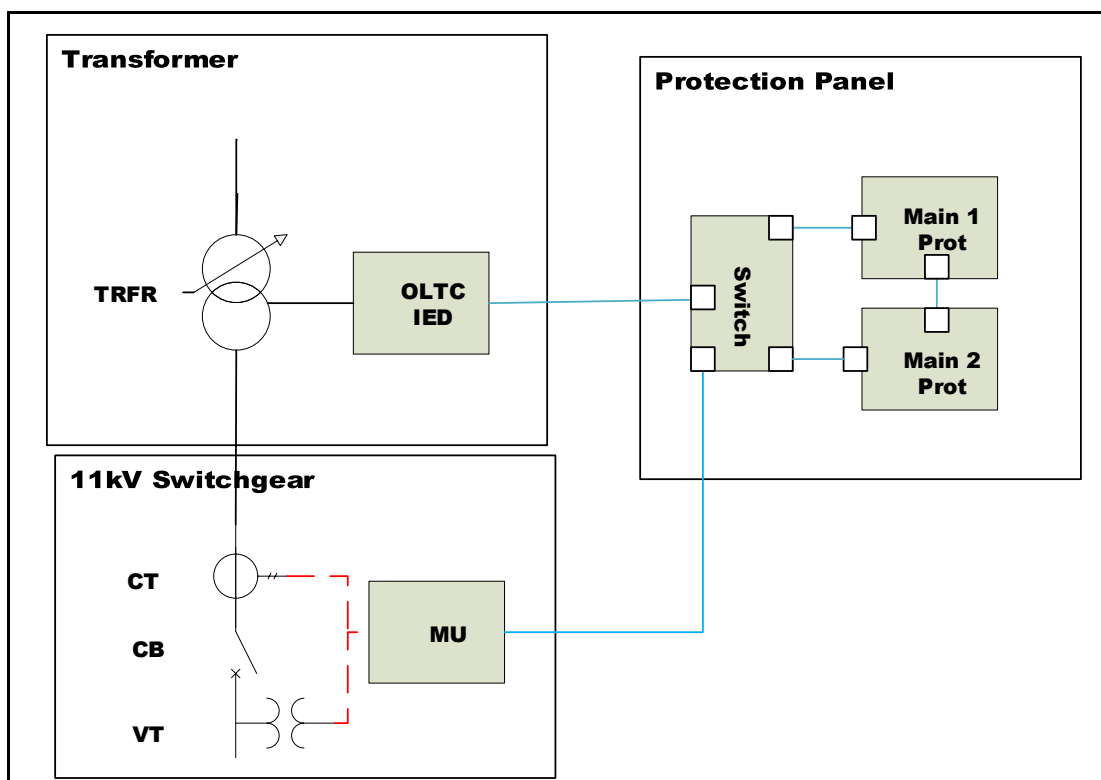 Transformer
Protection Panel
Main 1
Prot
Switch
OLTC
IED
TRFR
Main 2
Prot
11kV Switchgear
CT
MU
CB
VT